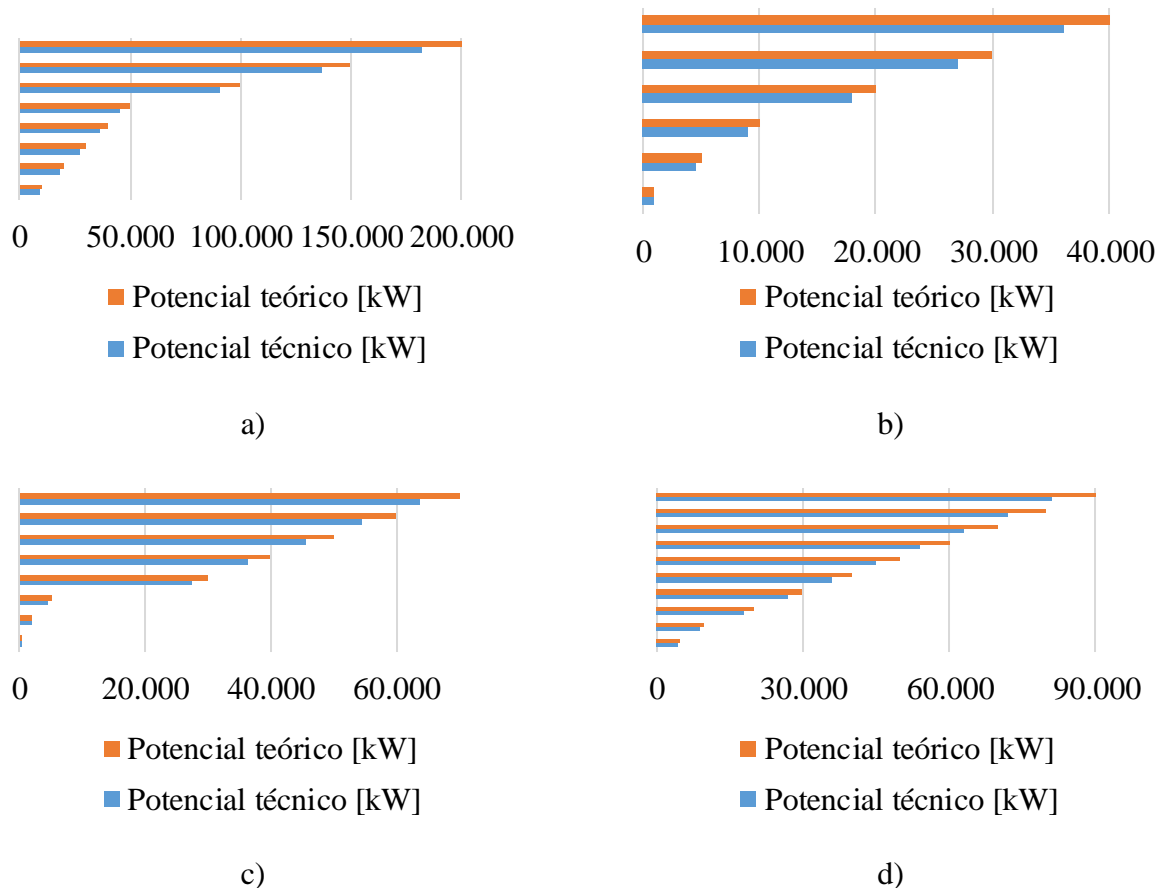 0 50.000 100.000 150.000 200.000
Potencial teórico [kW]
Potencial técnico [kW]
a)
0 10.000 20.000 30.000 40.000
Potencial teórico [kW]
Potencial técnico [kW]
b)
0 20.000 40.000 60.000
Potencial teórico [kW]
Potencial técnico [kW]
c)
0 30.000 60.000 90.000
Potencial teórico [kW]
Potencial técnico [kW]
d)